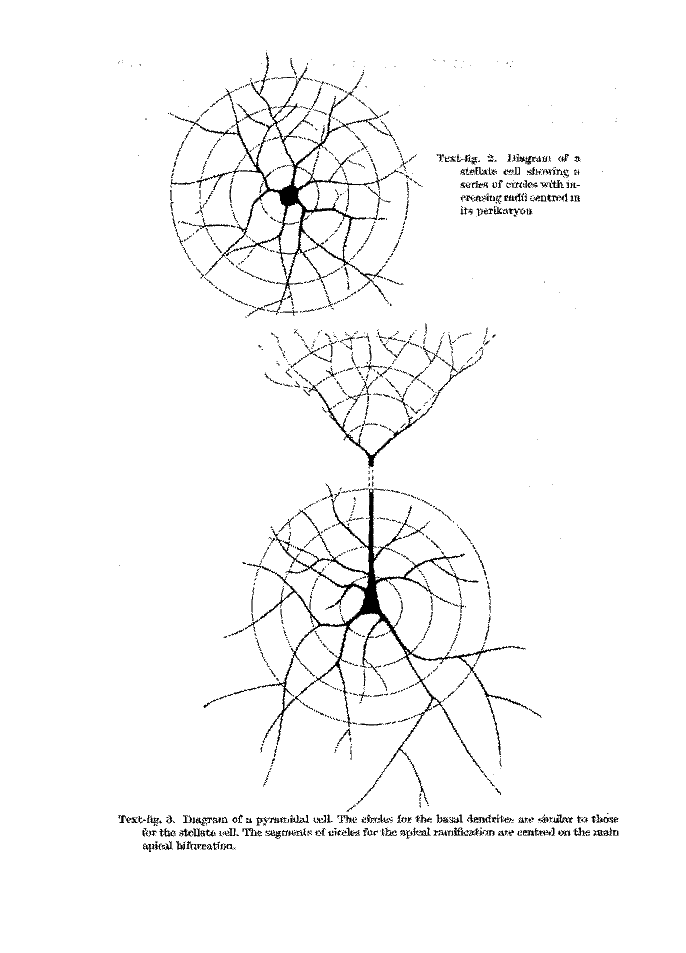 Text-fig. 2. Diagram of a
stellate cell showing a
series of circles with in-
creasing radii centred in
its perikaryon
Text-fig. 3. Diagram of a pyramidal cell. The circles for the basal dendrites are similar to those
for the stellate cell. The segments of circles for the apical ramification are centred on the main
apical bifurcation.